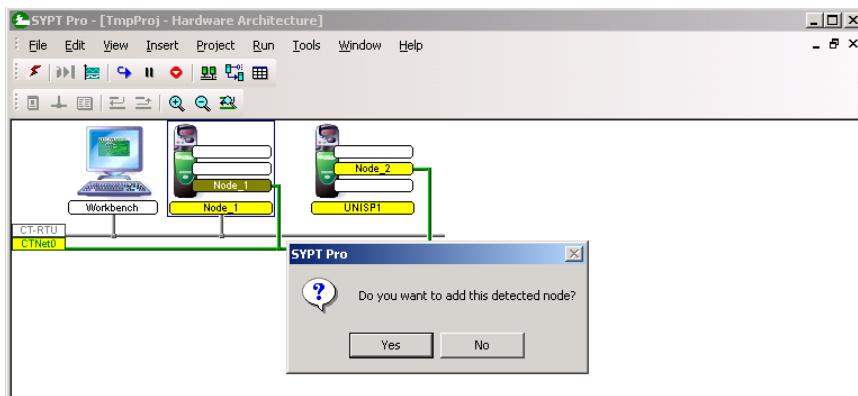 SYPT Pro - [TmpProj - Hardware Architecture]
File Edit View Insert Project Run Tools Window Help
Node_2
Node_1
Workbench Node_1 UNISP1
CT-RTU
CTNet0
SYPT Pro
Do you want to add this detected node?
Yes No